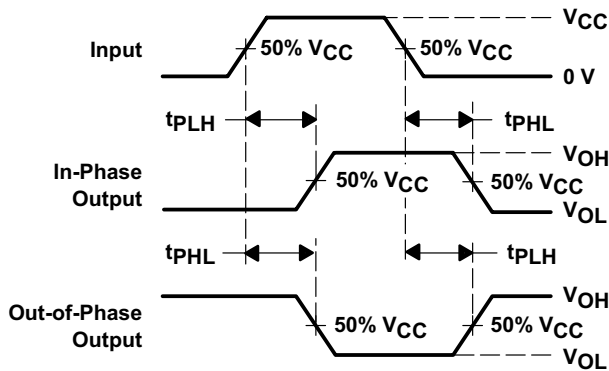 VCC
Input
50% VCC
50% VCC
0 V
tPLH
tPHL
VOH
In-Phase
Output
50% VCC
50% VCC
VOL
tPHL
tPLH
VOH
Out-of-Phase
Output
50% VCC
50% VCC
VOL